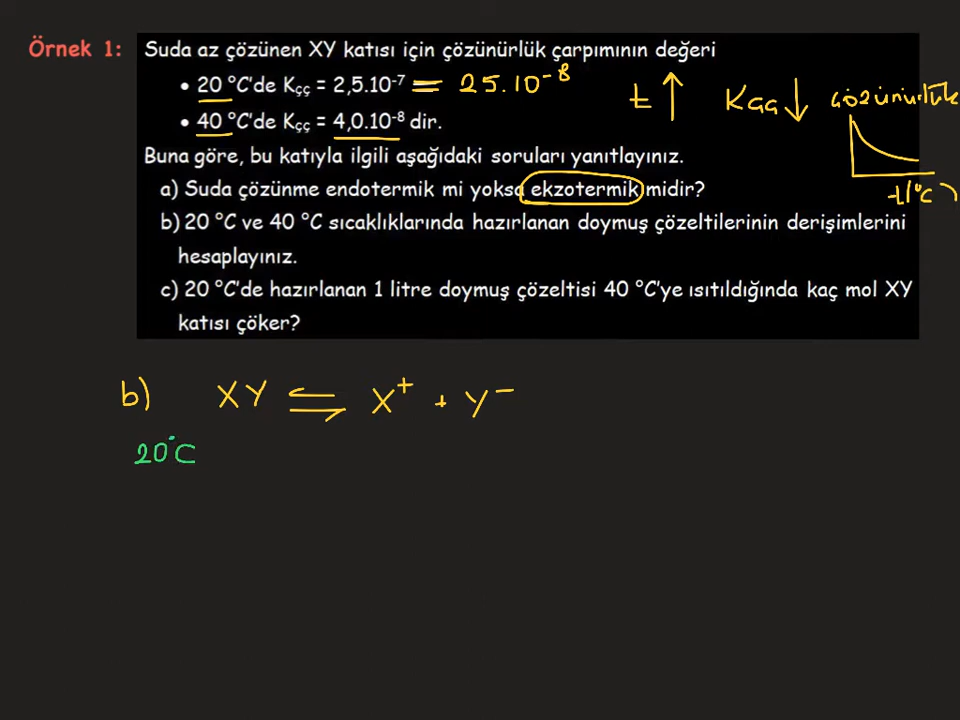 Örnek 1: Suda az çözünen XY katısı için çözünürlük çarpımının değeri
• 20 °C'de Kçç = 2,5.10⁻⁷ = 25.10⁻⁸
• 40 °C'de Kçç = 4,0.10⁻⁸ dir.
t ↑ Kçç ↓ çözünürlük
t(°C)
Buna göre, bu katıyla ilgili aşağıdaki soruları yanıtlayınız.
a) Suda çözünme endotermik mi yoksa ekzotermik midir?
b) 20 °C ve 40 °C sıcaklıklarında hazırlanan doymuş çözeltilerinin derişimlerini
hesaplayınız.
c) 20 °C'de hazırlanan 1 litre doymuş çözeltisi 40 °C'ye ısıtıldığında kaç mol XY
katısı çöker?
b) XY ⇌ X⁺ + Y⁻
20°C